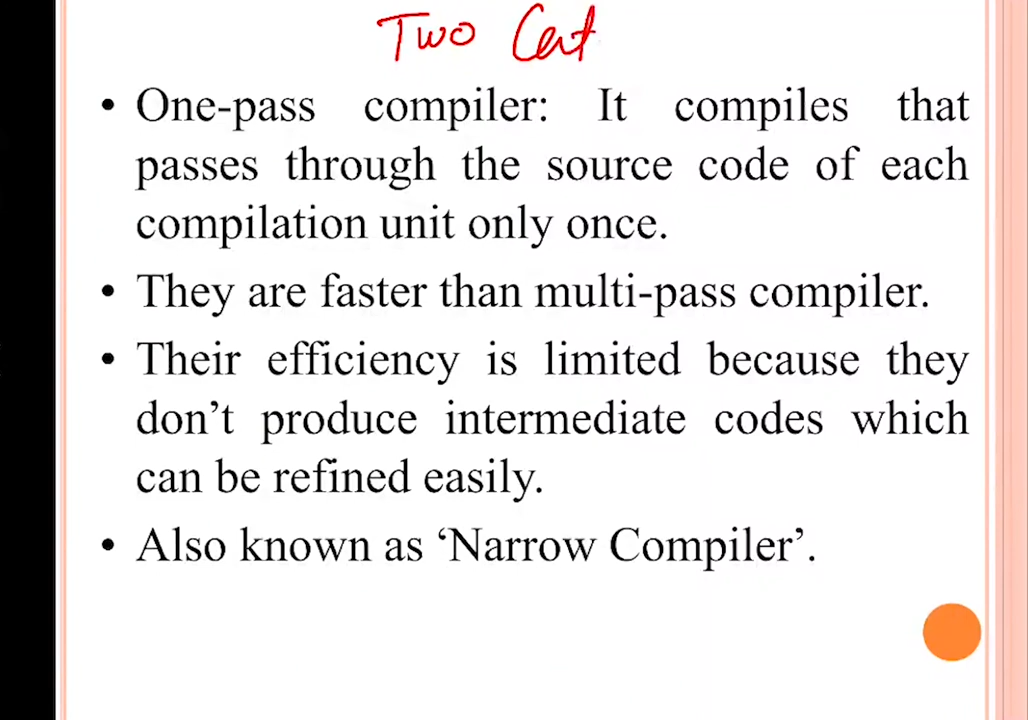 Two Cat
• One-pass compiler: It compiles that
passes through the source code of each
compilation unit only once.
• They are faster than multi-pass compiler.
• Their efficiency is limited because they
don’t produce intermediate codes which
can be refined easily.
• Also known as ‘Narrow Compiler’.